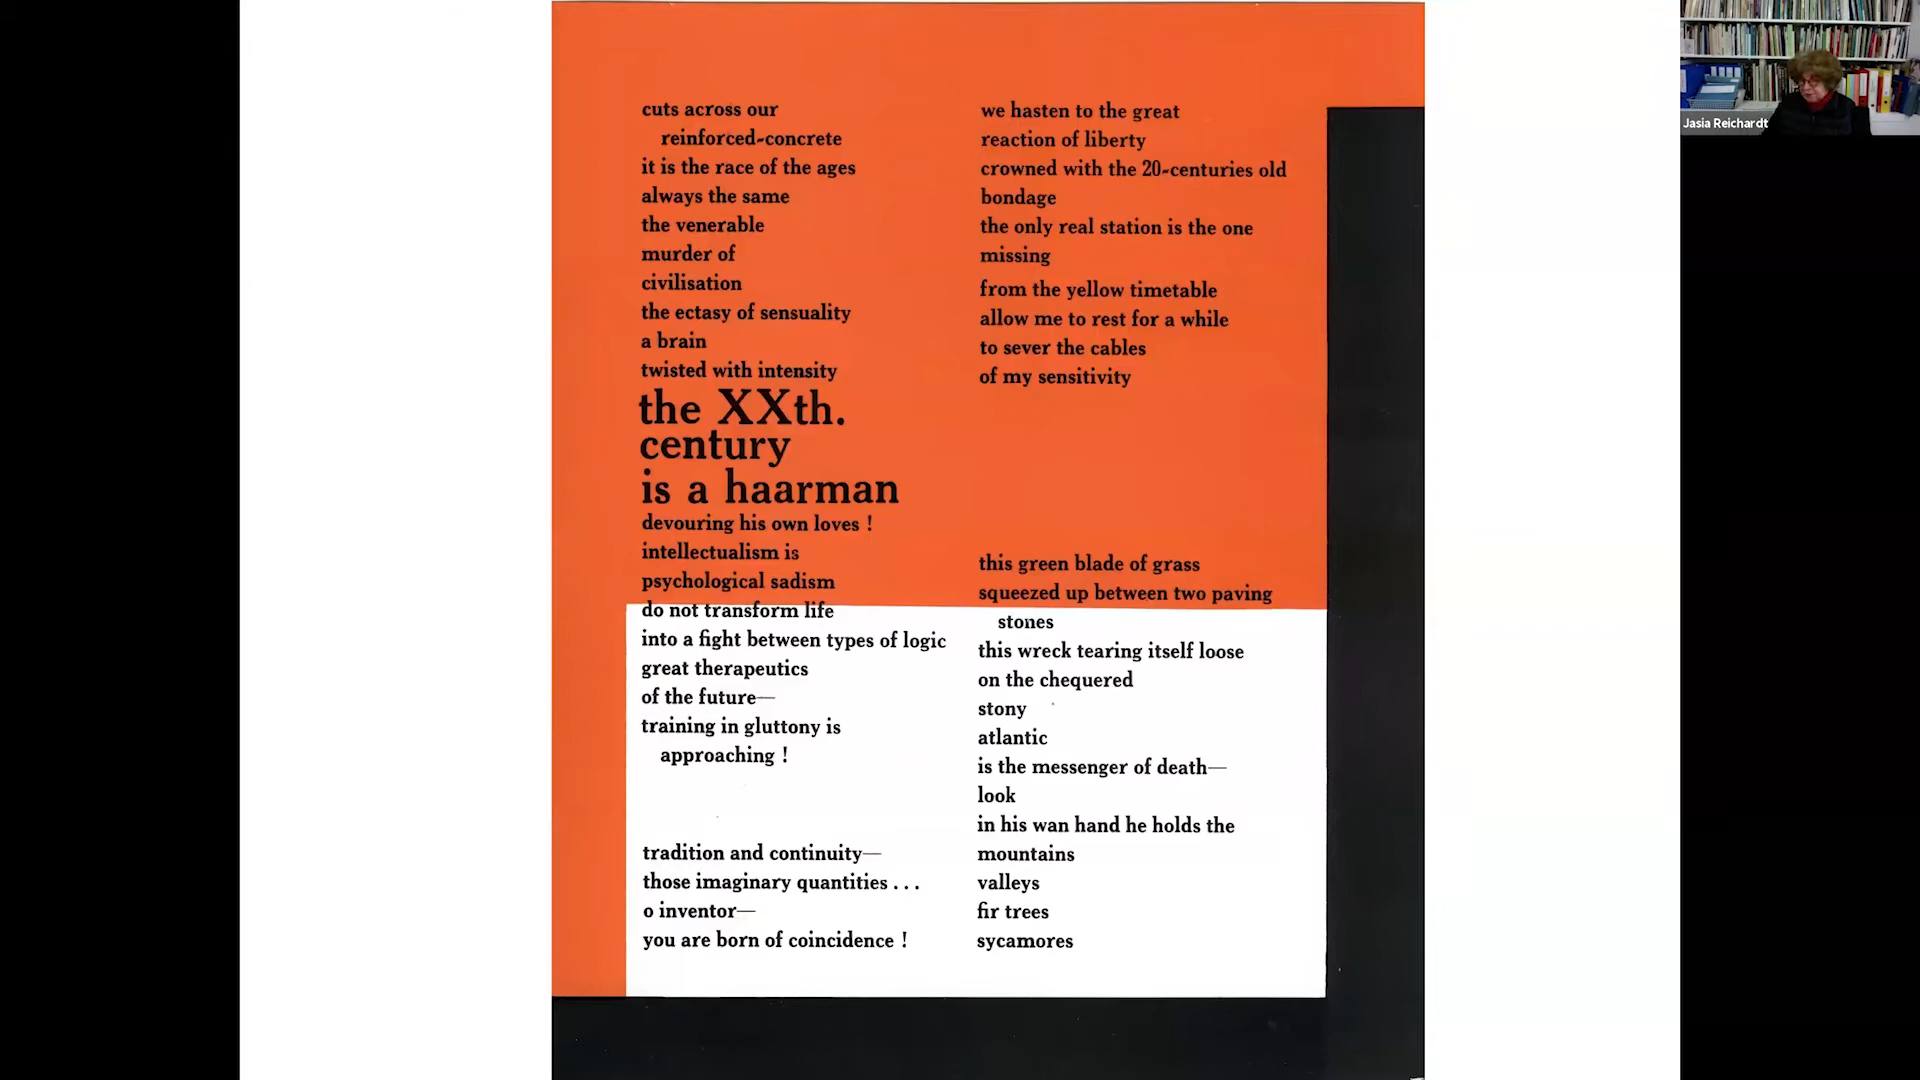 cuts across our
reinforced-concrete
it is the race of the ages
always the same
the venerable
murder of
civilisation
the ectasy of sensuality
a brain
twisted with intensity
the XXth.
century
is a haarman
devouring his own loves !
intellectualism is
psychological sadism
do not transform life
into a fight between types of logic
great therapeutics
of the future—
training in gluttony is
approaching !
tradition and continuity—
those imaginary quantities . . .
o inventor—
you are born of coincidence !
we hasten to the great
reaction of liberty
crowned with the 20-centuries old
bondage
the only real station is the one
missing
from the yellow timetable
allow me to rest for a while
to sever the cables
of my sensitivity
this green blade of grass
squeezed up between two paving
stones
this wreck tearing itself loose
on the chequered
stony
atlantic
is the messenger of death—
look
in his wan hand he holds the
mountains
valleys
fir trees
sycamores
Jasia Reichardt